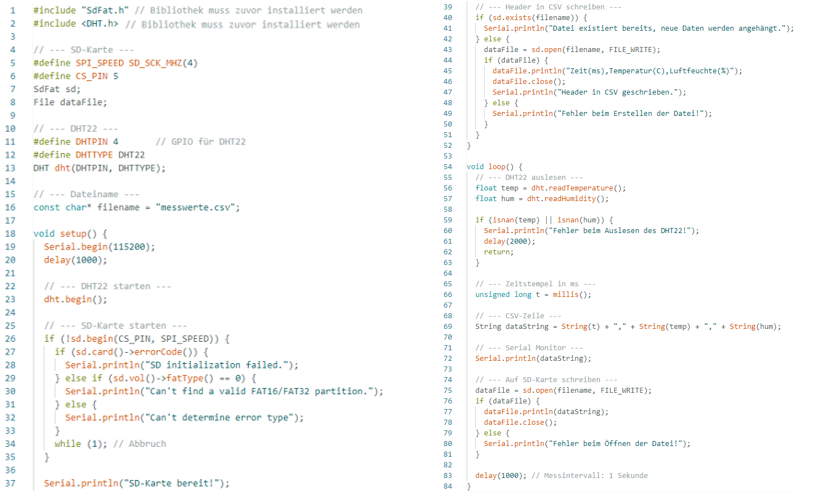 1 #include "SdFat.h" // Bibliothek muss zuvor installiert werden
2 #include <DHT.h> // Bibliothek muss zuvor installiert werden
3
4 // --- SD-Karte ---
5 #define SPI_SPEED SD_SCK_MHZ(4)
6 #define CS_PIN 5
7 SdFat sd;
8 File dataFile;
9
10 // --- DHT22 ---
11 #define DHTPIN 4 // GPIO für DHT22
12 #define DHTTYPE DHT22
13 DHT dht(DHTPIN, DHTTYPE);
14
15 // --- Dateiname ---
16 const char* filename = "messwerte.csv";
17
18 void setup() {
19 Serial.begin(115200);
20 delay(1000);
21
22 // --- DHT22 starten ---
23 dht.begin();
24
25 // --- SD-Karte starten ---
26 if (!sd.begin(CS_PIN, SPI_SPEED)) {
27 if (sd.card()->errorCode()) {
28 Serial.println("SD initialization failed.");
29 } else if (sd.vol()->fatType() == 0) {
30 Serial.println("Can't find a valid FAT16/FAT32 partition.");
31 } else {
32 Serial.println("Can't determine error type");
33 }
34 while (1); // Abbruch
35 }
36
37 Serial.println("SD-Karte bereit!");
39 // --- Header in CSV schreiben ---
40 if (sd.exists(filename)) {
41 Serial.println("Datei existiert bereits, neue Daten werden angehängt.");
42 } else {
43 dataFile = sd.open(filename, FILE_WRITE);
44 if (dataFile) {
45 dataFile.println("Zeit(ms),Temperatur(C),Luftfeuchte(%)");
46 dataFile.close();
47 Serial.println("Header in CSV geschrieben.");
48 } else {
49 Serial.println("Fehler beim Erstellen der Datei!");
50 }
51 }
52 }
53
54 void loop() {
55 // --- DHT22 auslesen ---
56 float temp = dht.readTemperature();
57 float hum = dht.readHumidity();
58
59 if (isnan(temp) || isnan(hum)) {
60 Serial.println("Fehler beim Auslesen des DHT22!");
61 delay(2000);
62 return;
63 }
64
65 // --- Zeitstempel in ms ---
66 unsigned long t = millis();
67
68 // --- CSV-Zeile ---
69 String dataString = String(t) + "," + String(temp) + "," + String(hum);
70
71 // --- Serial Monitor ---
72 Serial.println(dataString);
73
74 // --- Auf SD-Karte schreiben ---
75 dataFile = sd.open(filename, FILE_WRITE);
76 if (dataFile) {
77 dataFile.println(dataString);
78 dataFile.close();
79 } else {
80 Serial.println("Fehler beim Öffnen der Datei!");
81 }
82
83 delay(1000); // Messintervall: 1 Sekunde
84 }